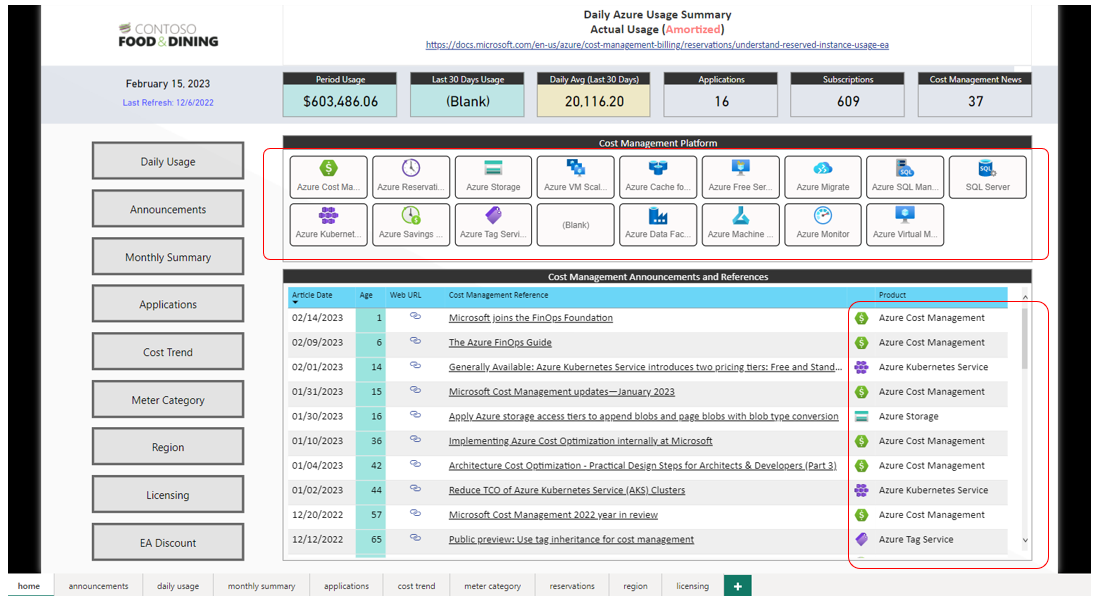 CONTOSO
FOOD & DINING
Daily Azure Usage Summary
Actual Usage (Amortized)
https://docs.microsoft.com/en-us/azure/cost-management-billing/reservations/understand-reserved-instance-usage-ea
February 15, 2023
Last Refresh: 12/6/2022
Period Usage
$603,486.06
Last 30 Days Usage
(Blank)
Daily Avg (Last 30 Days)
20,116.20
Applications
16
Subscriptions
609
Cost Management News
37
Daily Usage
Announcements
Monthly Summary
Applications
Cost Trend
Meter Category
Region
Licensing
EA Discount
Cost Management Platform
Azure Cost Ma...
Azure Reservati...
Azure Storage
Azure VM Scal...
Azure Cache fo...
Azure Free Ser...
Azure Migrate
Azure SQL Man...
SQL Server
Azure Kubernet...
Azure Savings ...
Azure Tag Servi...
(Blank)
Azure Data Fac...
Azure Machine ...
Azure Monitor
Azure Virtual M...
Cost Management Announcements and References
Article Date Age Web URL Cost Management Reference Product
02/14/2023 1 Microsoft joins the FinOps Foundation Azure Cost Management
02/09/2023 6 The Azure FinOps Guide Azure Cost Management
02/01/2023 14 Generally Available: Azure Kubernetes Service introduces two pricing tiers: Free and Stand... Azure Kubernetes Service
01/31/2023 15 Microsoft Cost Management updates—January 2023 Azure Cost Management
01/30/2023 16 Apply Azure storage access tiers to append blobs and page blobs with blob type conversion Azure Storage
01/10/2023 36 Implementing Azure Cost Optimization internally at Microsoft Azure Cost Management
01/04/2023 42 Architecture Cost Optimization - Practical Design Steps for Architects & Developers (Part 3) Azure Cost Management
01/02/2023 44 Reduce TCO of Azure Kubernetes Service (AKS) Clusters Azure Kubernetes Service
12/20/2022 57 Microsoft Cost Management 2022 year in review Azure Cost Management
12/12/2022 65 Public preview: Use tag inheritance for cost management Azure Tag Service
home announcements daily usage monthly summary applications cost trend meter category reservations region licensing +